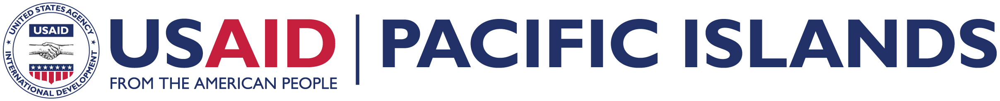 UNITED STATES AGENCY
USAID
INTERNATIONAL DEVELOPMENT
USAID
FROM THE AMERICAN PEOPLE
PACIFIC ISLANDS